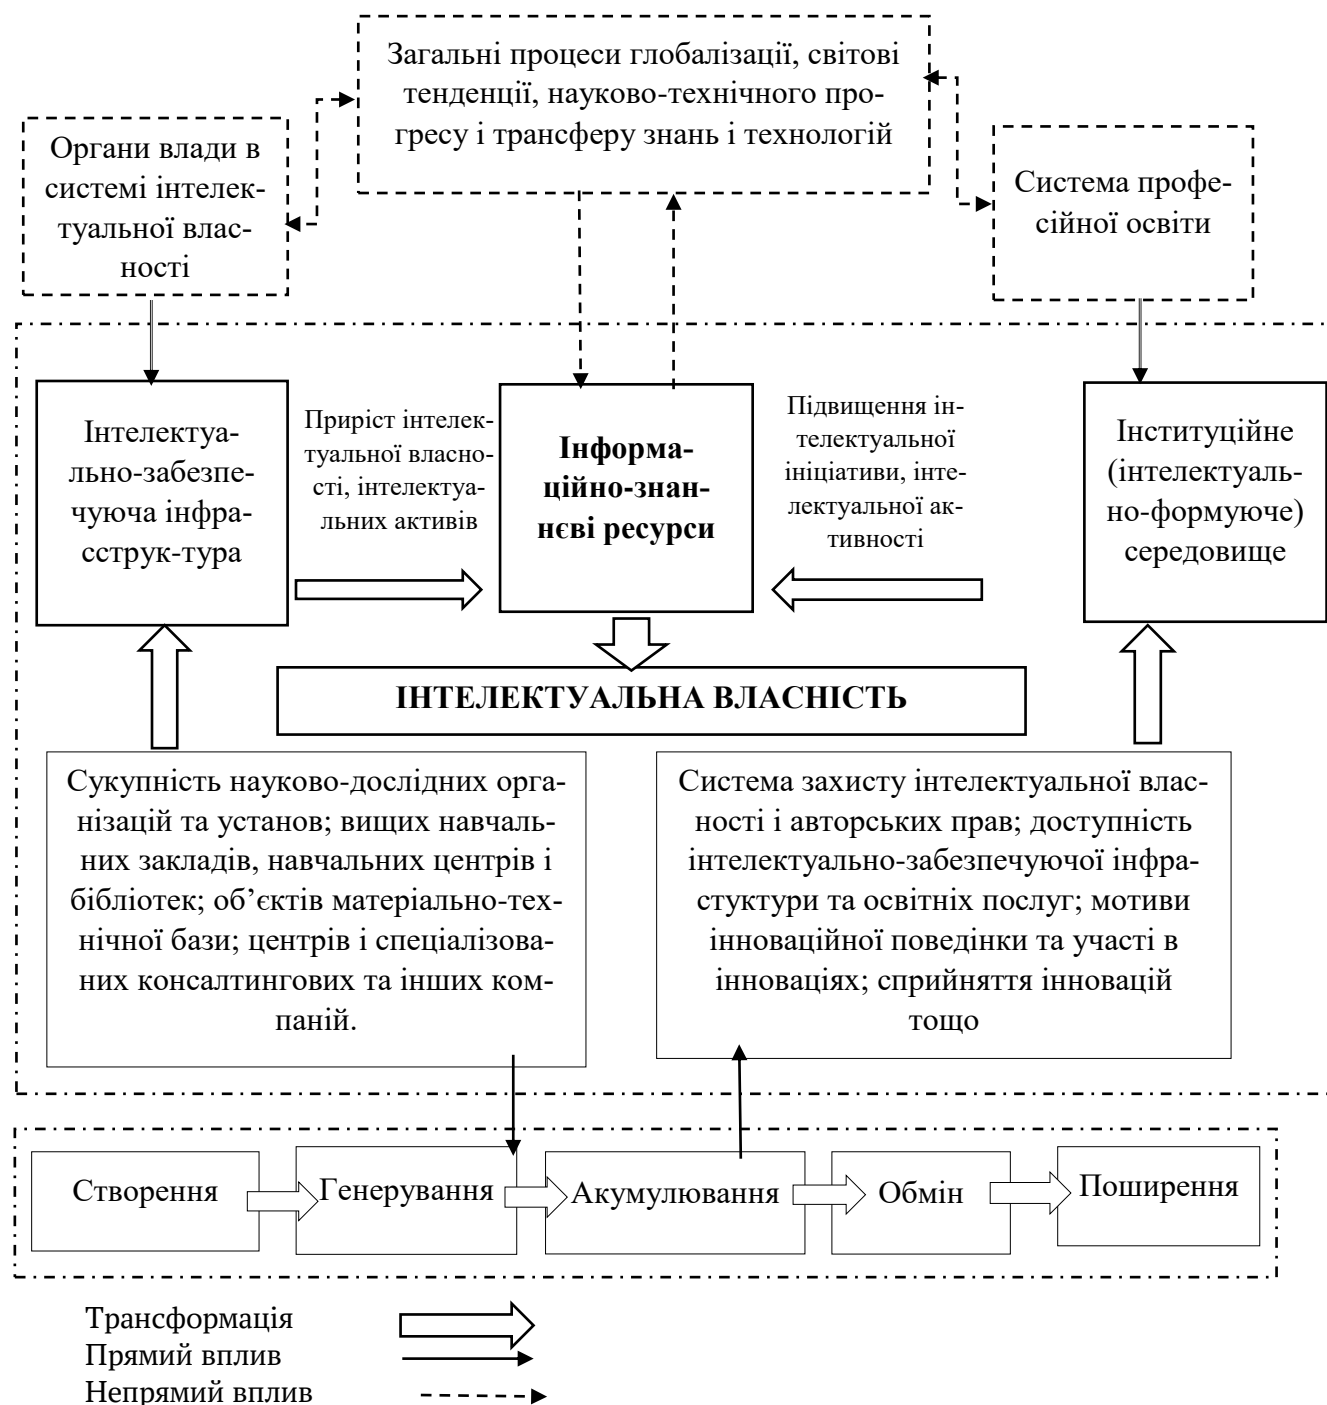 Загальні процеси глобалізації, світові
тенденції, науково-технічного про-
гресу і трансферу знань і технологій
Органи влади в
системі інтелек-
туальної влас-
ності
Система профе-
сійної освіти
Інтелектуа-
льно-забезпе-
чуюча інфра-
сструк-тура
Приріст інтелек-
туальної власно-
сті, інтелектуа-
льних активів
Інформа-
ційно-знан-
нєві ресурси
Підвищення ін-
телектуальної
ініціативи, інте-
лектуальної ак-
тивності
Інституційне
(інтелектуаль-
но-формуюче)
середовище
ІНТЕЛЕКТУАЛЬНА ВЛАСНІСТЬ
Сукупність науково-дослідних орга-
нізацій та установ; вищих навчаль-
них закладів, навчальних центрів і
бібліотек; об’єктів матеріально-тех-
нічної бази; центрів і спеціалізова-
них консалтингових та інших ком-
паній.
Система захисту інтелектуальної влас-
ності і авторських прав; доступність
інтелектуально-забезпечуючої інфра-
стуктури та освітніх послуг; мотиви
інноваційної поведінки та участі в
інноваціях; сприйняття інновацій
тощо
Створення
Генерування
Акумулювання
Обмін
Поширення
Трансформація
Прямий вплив
Непрямий вплив